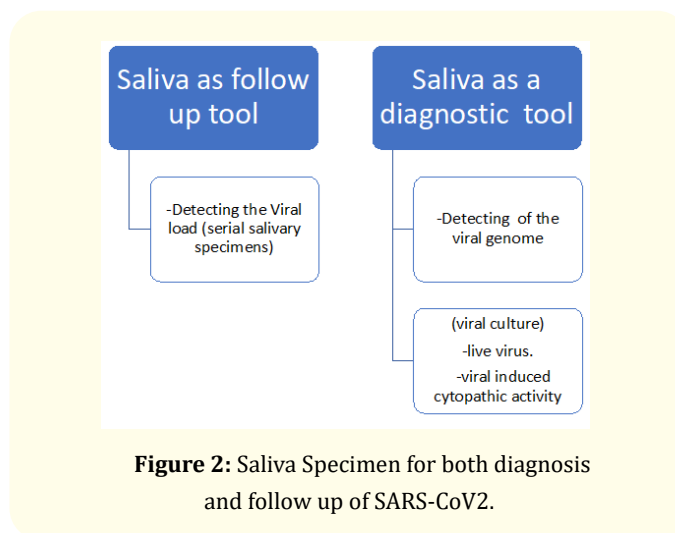 Saliva as follow
up tool
-Detecting the Viral
load (serial salivary
specimens)
Saliva as a
diagnostic tool
-Detecting of the
viral genome
(viral culture)
-live virus.
-viral induced
cytopathic activity
Figure 2: Saliva Specimen for both diagnosis
and follow up of SARS-CoV2.